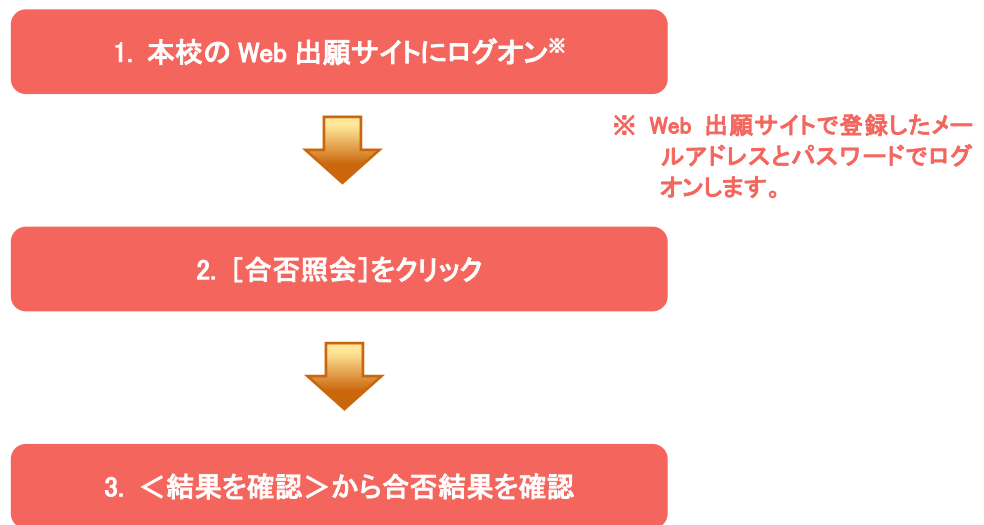 1. 本校の Web 出願サイトにログオン※
※ Web 出願サイトで登録したメー
ルアドレスとパスワードでログ
オンします。
2. [合否照会]をクリック
3. ＜結果を確認＞から合否結果を確認